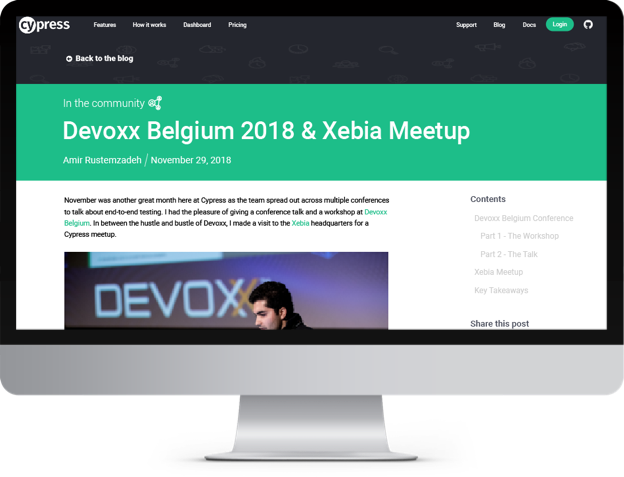 cypress
Features How it works Dashboard Pricing Support Blog Docs Login
Back to the blog
In the community
Devoxx Belgium 2018 & Xebia Meetup
Amir Rustemzadeh / November 29, 2018
November was another great month here at Cypress as the team spread out across multiple conferences
to talk about end-to-end testing. I had the pleasure of giving a conference talk and a workshop at Devoxx
Belgium. In between the hustle and bustle of Devoxx, I made a visit to the Xebia headquarters for a
Cypress meetup.
DEVOXX
Contents
Devoxx Belgium Conference
Part 1 - The Workshop
Part 2 - The Talk
Xebia Meetup
Key Takeaways
Share this post